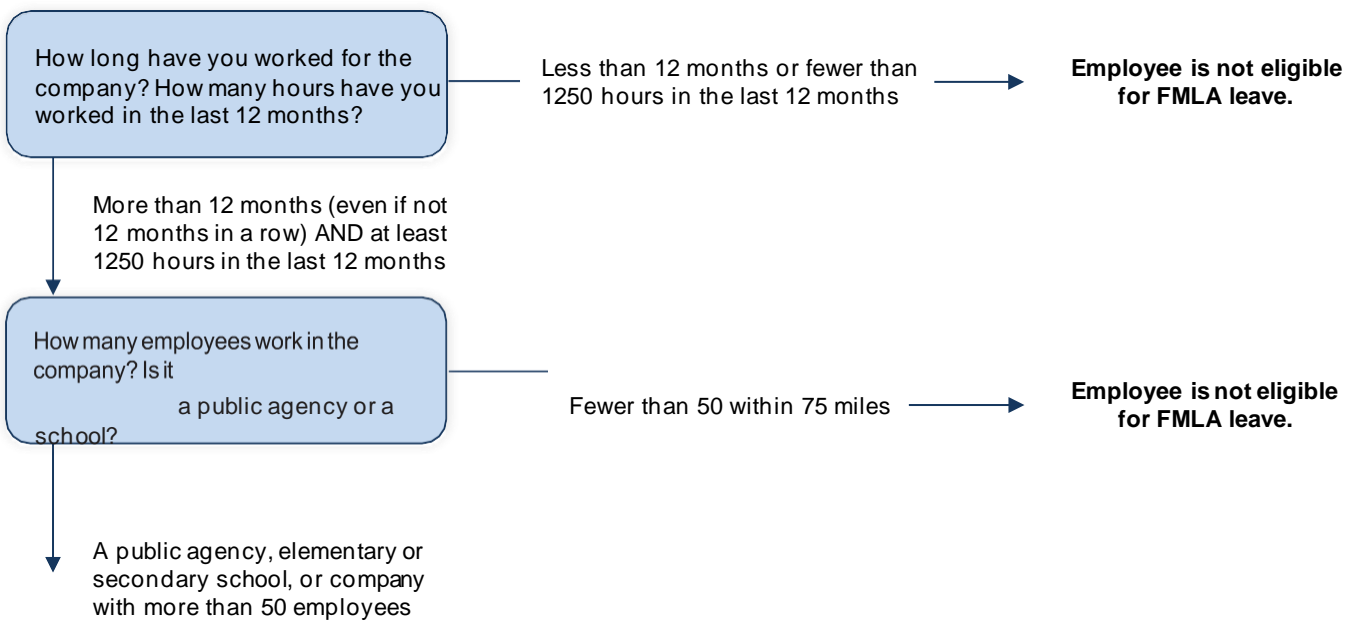 How long have you worked for the
company? How many hours have you
worked in the last 12 months?
Less than 12 months or fewer than
1250 hours in the last 12 months
Employee is not eligible
for FMLA leave.
More than 12 months (even if not
12 months in a row) AND at least
1250 hours in the last 12 months
How many employees work in the
company? Is it
a public agency or a
school?
Fewer than 50 within 75 miles
Employee is not eligible
for FMLA leave.
A public agency, elementary or
secondary school, or company
with more than 50 employees